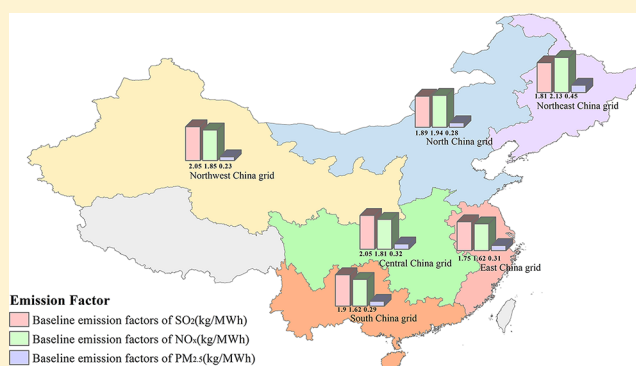 1.81 2.13 0.45
Northeast China grid
1.89 1.94 0.28
North China grid
2.05 1.85 0.23
Northwest China grid
2.05 1.81 0.32
Central China grid
1.75 1.62 0.31
East China grid
1.9 1.62 0.29
South China grid
Emission Factor
Baseline emission factors of SO2(kg/MWh)
Baseline emission factors of NOx(kg/MWh)
Baseline emission factors of PM2.5(kg/MWh)